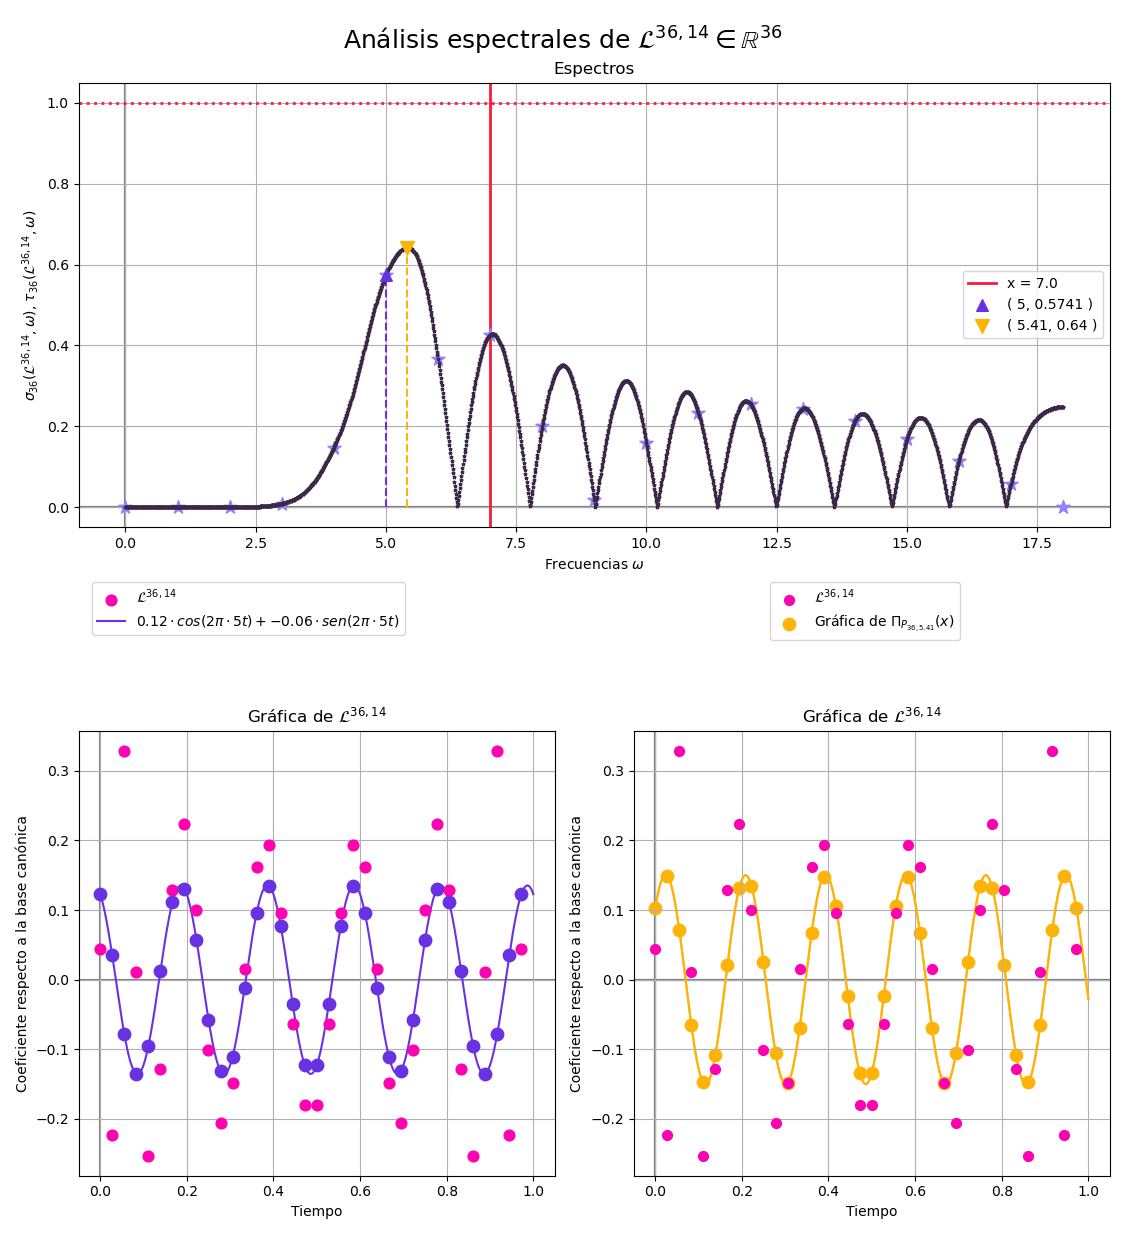 Análisis espectrales de $\mathcal{L}^{36,14} \in \mathbb{R}^{36}$
Espectros
1.0
0.8
0.6
0.4
0.2
0.0
$\sigma_{36}(\mathcal{L}^{36,14}, \omega)$, $\tau_{36}(\mathcal{L}^{36,14}, \omega)$
x = 7.0
( 5, 0.5741 )
( 5.41, 0.64 )
0.0 2.5 5.0 7.5 10.0 12.5 15.0 17.5
Frecuencias $\omega$
$\mathcal{L}^{36,14}$
$0.12 \cdot cos(2\pi \cdot 5t) + -0.06 \cdot sen(2\pi \cdot 5t)$
$\mathcal{L}^{36,14}$
Gráfica de $\Pi_{P_{36,5.41}}(x)$
Gráfica de $\mathcal{L}^{36,14}$
0.3
0.2
0.1
0.0
−0.1
−0.2
Coeficiente respecto a la base canónica
0.0 0.2 0.4 0.6 0.8 1.0
Tiempo
Gráfica de $\mathcal{L}^{36,14}$
0.3
0.2
0.1
0.0
−0.1
−0.2
Coeficiente respecto a la base canónica
0.0 0.2 0.4 0.6 0.8 1.0
Tiempo